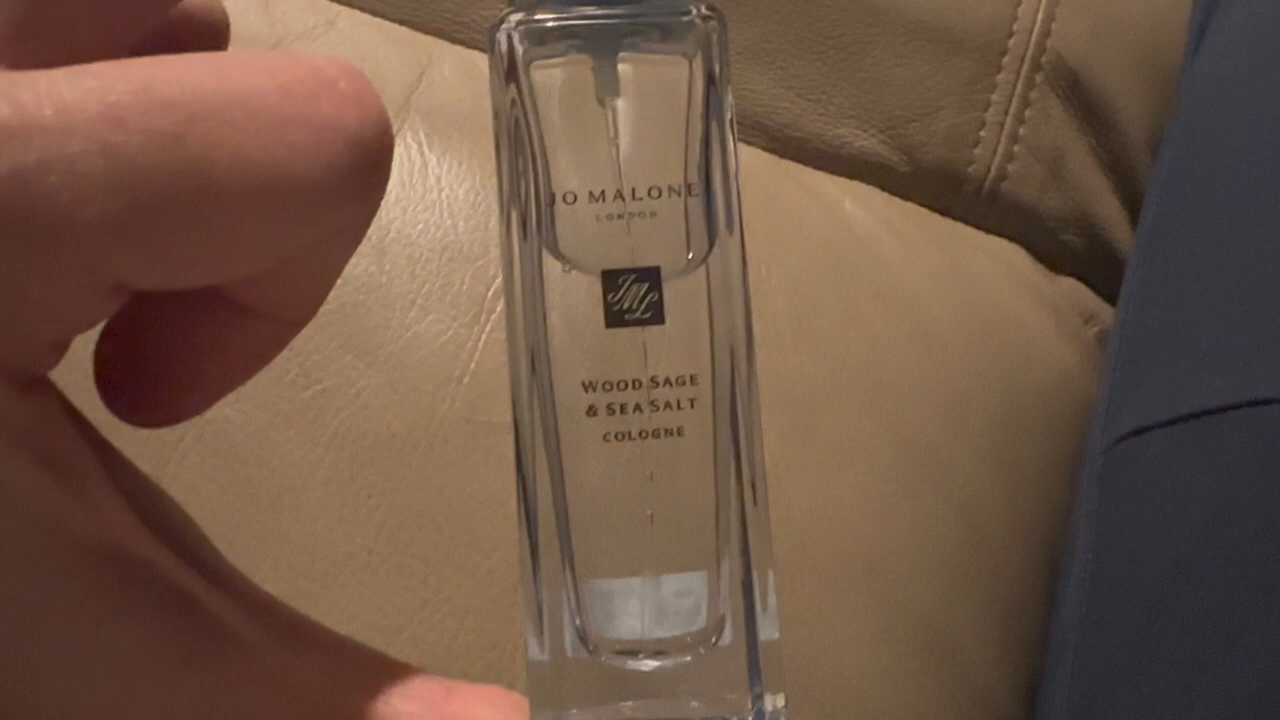 JO MALONE
LONDON
JML
WOOD SAGE
& SEA SALT
COLOGNE